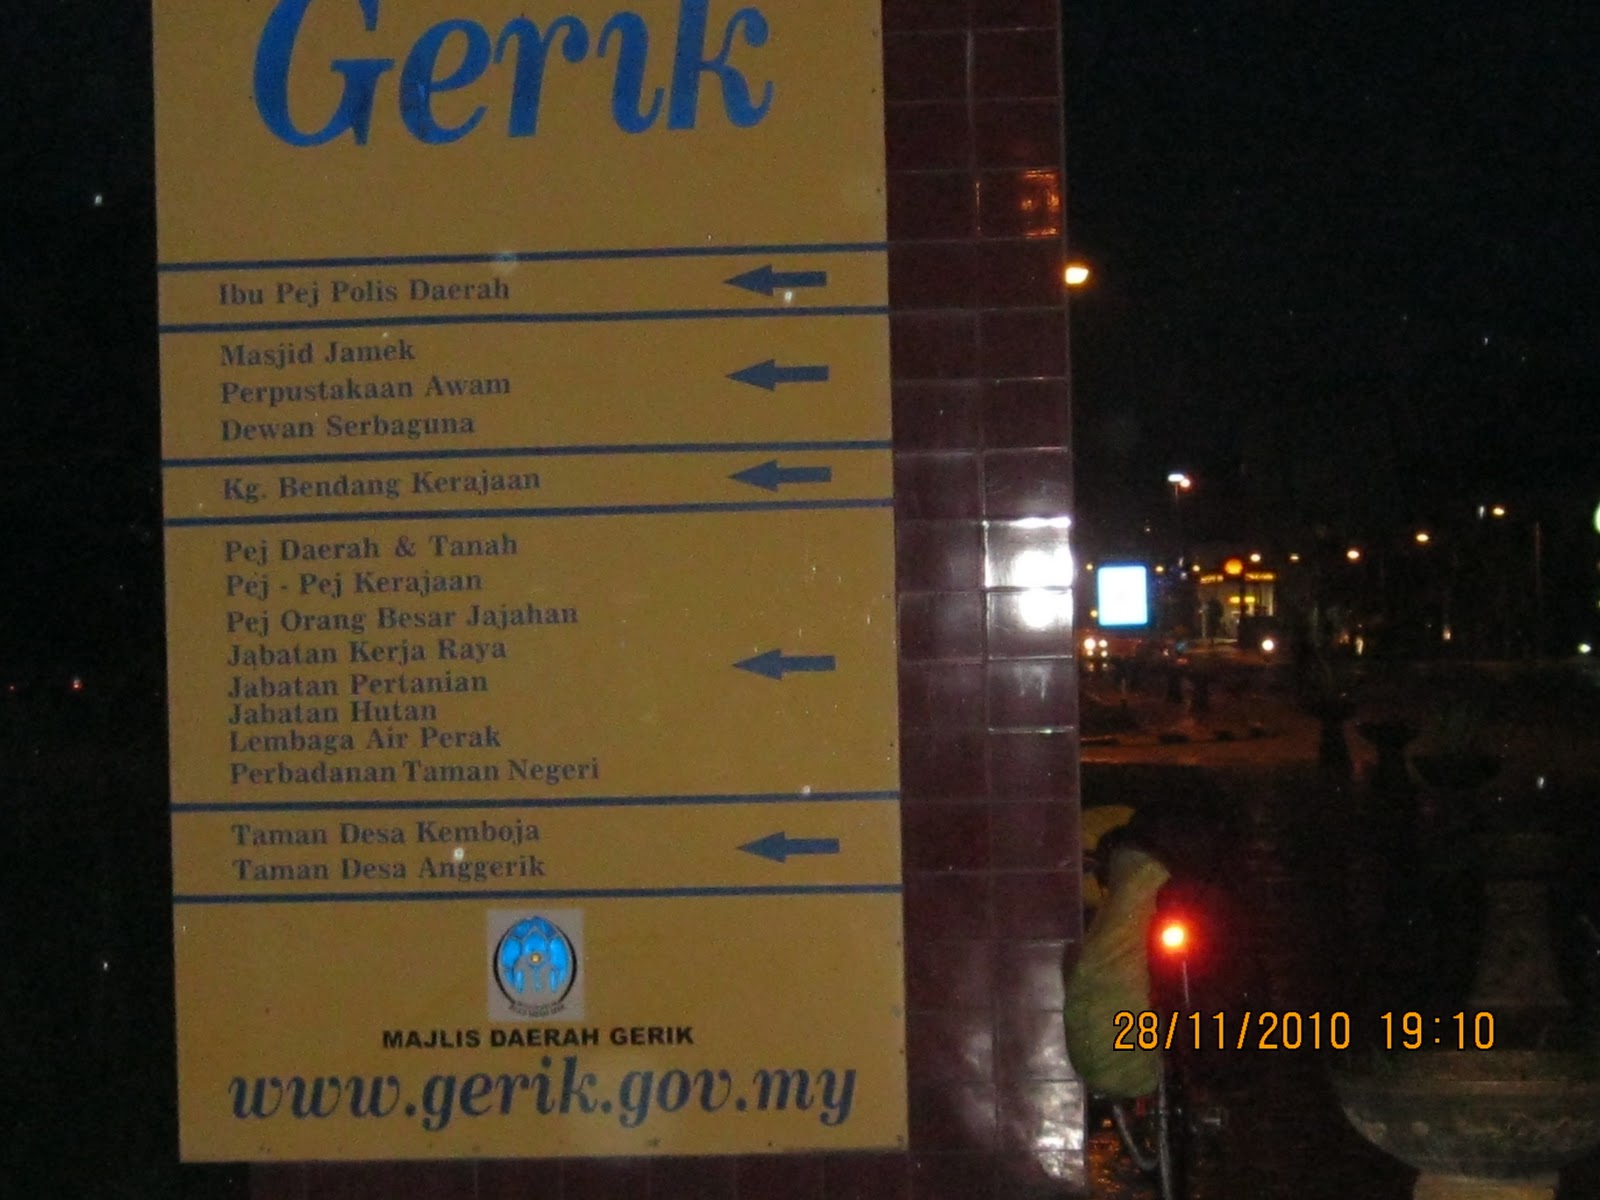 Gerik
Ibu Pej Polis Daerah
Masjid Jamek
Perpustakaan Awam
Dewan Serbaguna
Kg. Bendang Kerajaan
Pej Daerah & Tanah
Pej - Pej Kerajaan
Pej Orang Besar Jajahan
Jabatan Kerja Raya
Jabatan Pertanian
Jabatan Hutan
Lembaga Air Perak
Perbadanan Taman Negeri
Taman Desa Kemboja
Taman Desa Anggerik
MAJLIS DAERAH GERIK
www.gerik.gov.my
28/11/2010 19:10